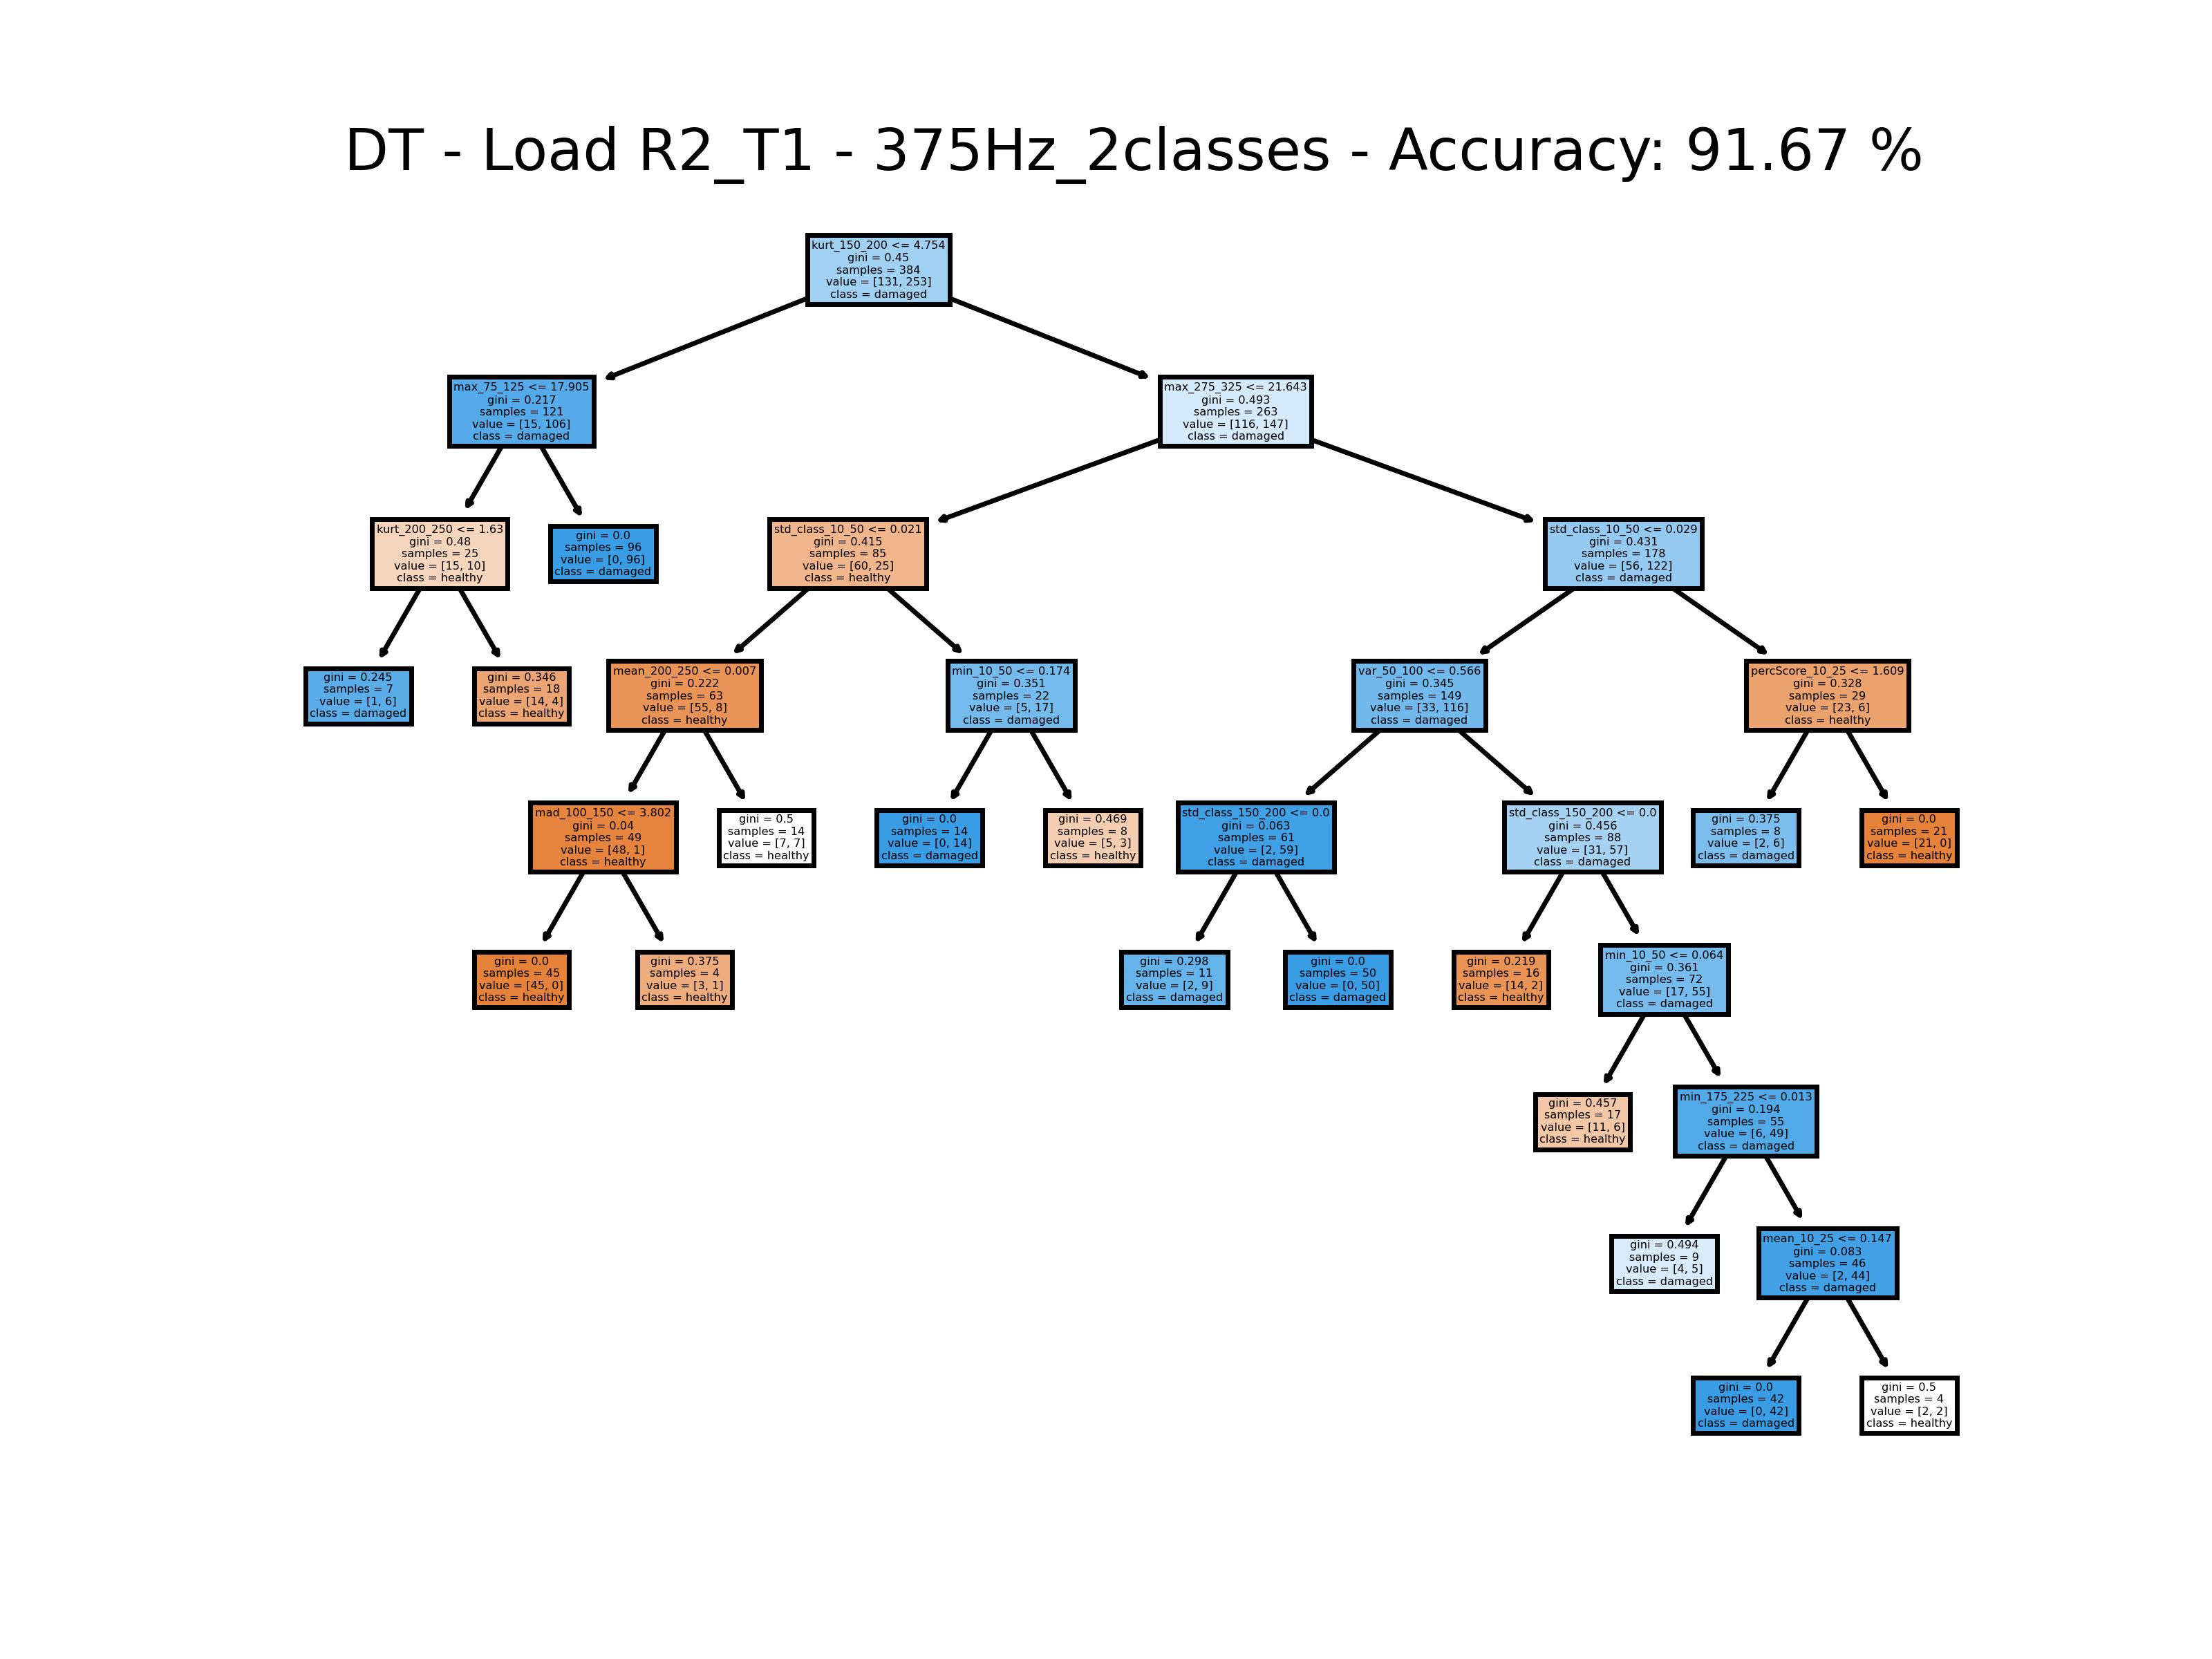 DT - Load R2_T1 - 375Hz_2classes - Accuracy: 91.67 %
kurt_150_200 <= 4.754
gini = 0.45
samples = 384
value = [131, 253]
class = damaged
max_75_125 <= 17.905
gini = 0.217
samples = 121
value = [15, 106]
class = damaged
max_275_325 <= 21.643
gini = 0.493
samples = 263
value = [116, 147]
class = damaged
kurt_200_250 <= 1.63
gini = 0.48
samples = 25
value = [15, 10]
class = healthy
gini = 0.0
samples = 96
value = [0, 96]
class = damaged
std_class_10_50 <= 0.021
gini = 0.415
samples = 85
value = [60, 25]
class = healthy
std_class_10_50 <= 0.029
gini = 0.431
samples = 178
value = [56, 122]
class = damaged
gini = 0.245
samples = 7
value = [1, 6]
class = damaged
gini = 0.346
samples = 18
value = [14, 4]
class = healthy
mean_200_250 <= 0.007
gini = 0.222
samples = 63
value = [55, 8]
class = healthy
min_10_50 <= 0.174
gini = 0.351
samples = 22
value = [5, 17]
class = damaged
var_50_100 <= 0.566
gini = 0.345
samples = 149
value = [33, 116]
class = damaged
percScore_10_25 <= 1.609
gini = 0.328
samples = 29
value = [23, 6]
class = healthy
mad_100_150 <= 3.802
gini = 0.04
samples = 49
value = [48, 1]
class = healthy
gini = 0.5
samples = 14
value = [7, 7]
class = healthy
gini = 0.0
samples = 14
value = [0, 14]
class = damaged
gini = 0.469
samples = 8
value = [5, 3]
class = healthy
std_class_150_200 <= 0.0
gini = 0.063
samples = 61
value = [2, 59]
class = damaged
std_class_150_200 <= 0.0
gini = 0.456
samples = 88
value = [31, 57]
class = damaged
gini = 0.375
samples = 8
value = [2, 6]
class = damaged
gini = 0.0
samples = 21
value = [21, 0]
class = healthy
gini = 0.0
samples = 45
value = [45, 0]
class = healthy
gini = 0.375
samples = 4
value = [3, 1]
class = healthy
gini = 0.298
samples = 11
value = [2, 9]
class = damaged
gini = 0.0
samples = 50
value = [0, 50]
class = damaged
gini = 0.219
samples = 16
value = [14, 2]
class = healthy
min_10_50 <= 0.064
gini = 0.361
samples = 72
value = [17, 55]
class = damaged
gini = 0.457
samples = 17
value = [11, 6]
class = healthy
min_175_225 <= 0.013
gini = 0.194
samples = 55
value = [6, 49]
class = damaged
gini = 0.494
samples = 9
value = [4, 5]
class = damaged
mean_10_25 <= 0.147
gini = 0.083
samples = 46
value = [2, 44]
class = damaged
gini = 0.0
samples = 42
value = [0, 42]
class = damaged
gini = 0.5
samples = 4
value = [2, 2]
class = healthy